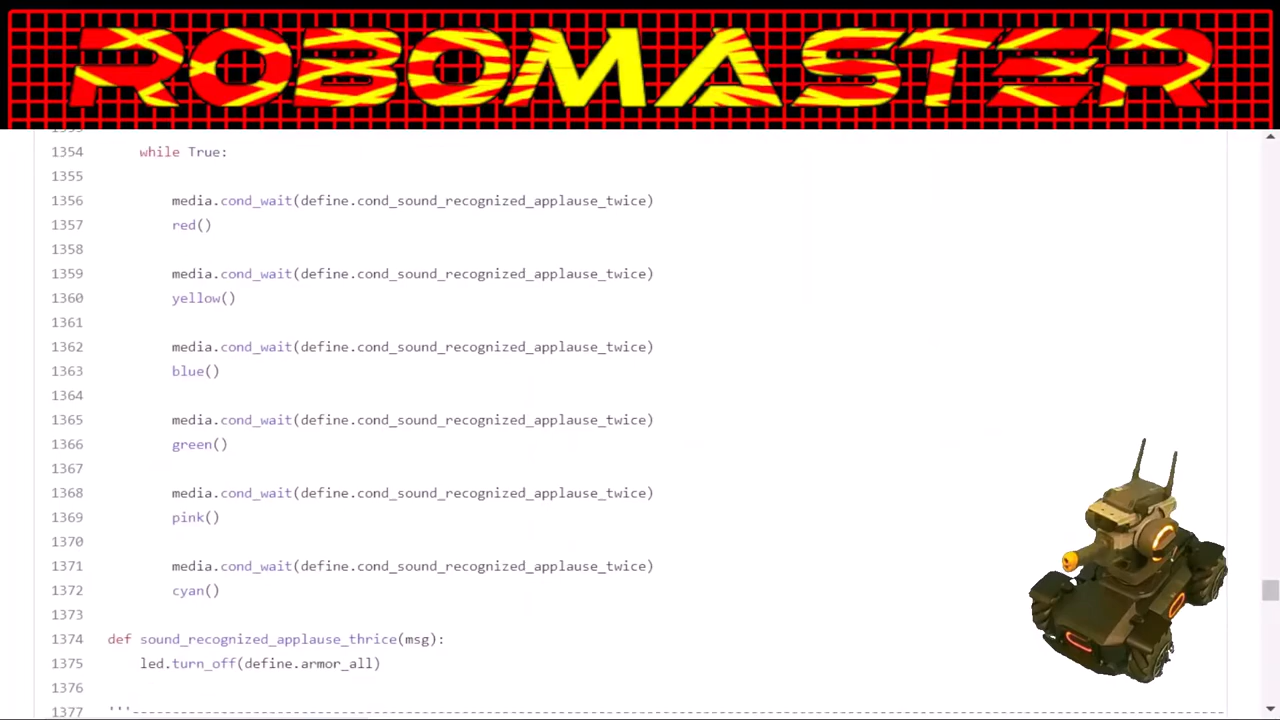 ROBOMASTER
1354 while True:
1355
1356 media.cond_wait(define.cond_sound_recognized_applause_twice)
1357 red()
1358
1359 media.cond_wait(define.cond_sound_recognized_applause_twice)
1360 yellow()
1361
1362 media.cond_wait(define.cond_sound_recognized_applause_twice)
1363 blue()
1364
1365 media.cond_wait(define.cond_sound_recognized_applause_twice)
1366 green()
1367
1368 media.cond_wait(define.cond_sound_recognized_applause_twice)
1369 pink()
1370
1371 media.cond_wait(define.cond_sound_recognized_applause_twice)
1372 cyan()
1373
1374 def sound_recognized_applause_thrice(msg):
1375 led.turn_off(define.armor_all)
1376
1377 '''------------------------------------------------------------------------------------------------------------------------------------------